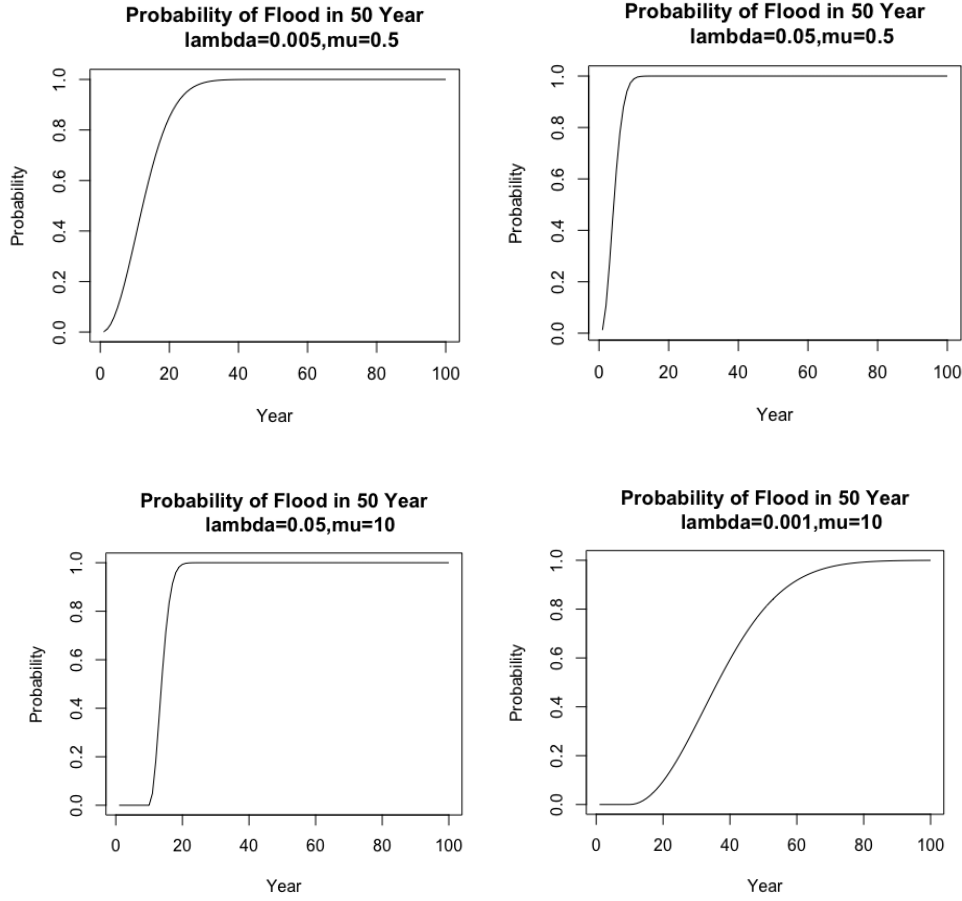 Probability of Flood in 50 Year
lambda=0.005,mu=0.5
Probability
0.0 0.2 0.4 0.6 0.8 1.0
0 20 40 60 80 100
Year
Probability of Flood in 50 Year
lambda=0.05,mu=0.5
Probability
0.0 0.2 0.4 0.6 0.8 1.0
0 20 40 60 80 100
Year
Probability of Flood in 50 Year
lambda=0.05,mu=10
Probability
0.0 0.2 0.4 0.6 0.8 1.0
0 20 40 60 80 100
Year
Probability of Flood in 50 Year
lambda=0.001,mu=10
Probability
0.0 0.2 0.4 0.6 0.8 1.0
0 20 40 60 80 100
Year